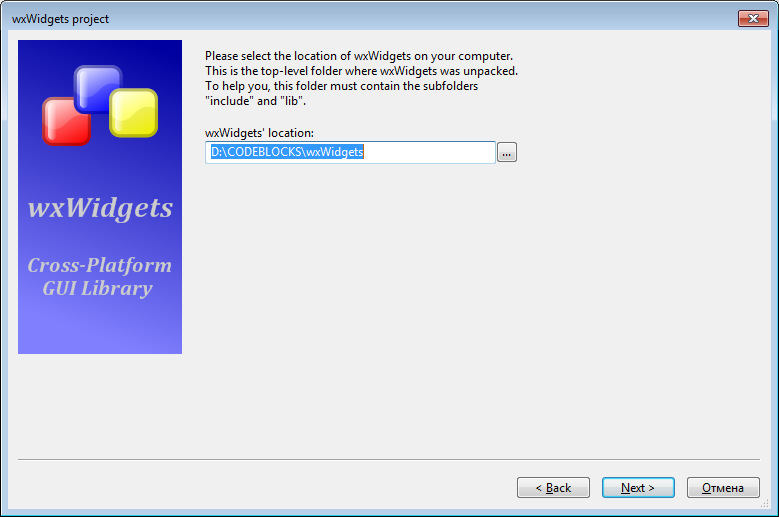 wxWidgets project
Please select the location of wxWidgets on your computer.
This is the top-level folder where wxWidgets was unpacked.
To help you, this folder must contain the subfolders
"include" and "lib".
wxWidgets' location:
D:\CODEBLOCKS\wxWidgets
...
wxWidgets
Cross-Platform
GUI Library
< Back
Next >
Отмена